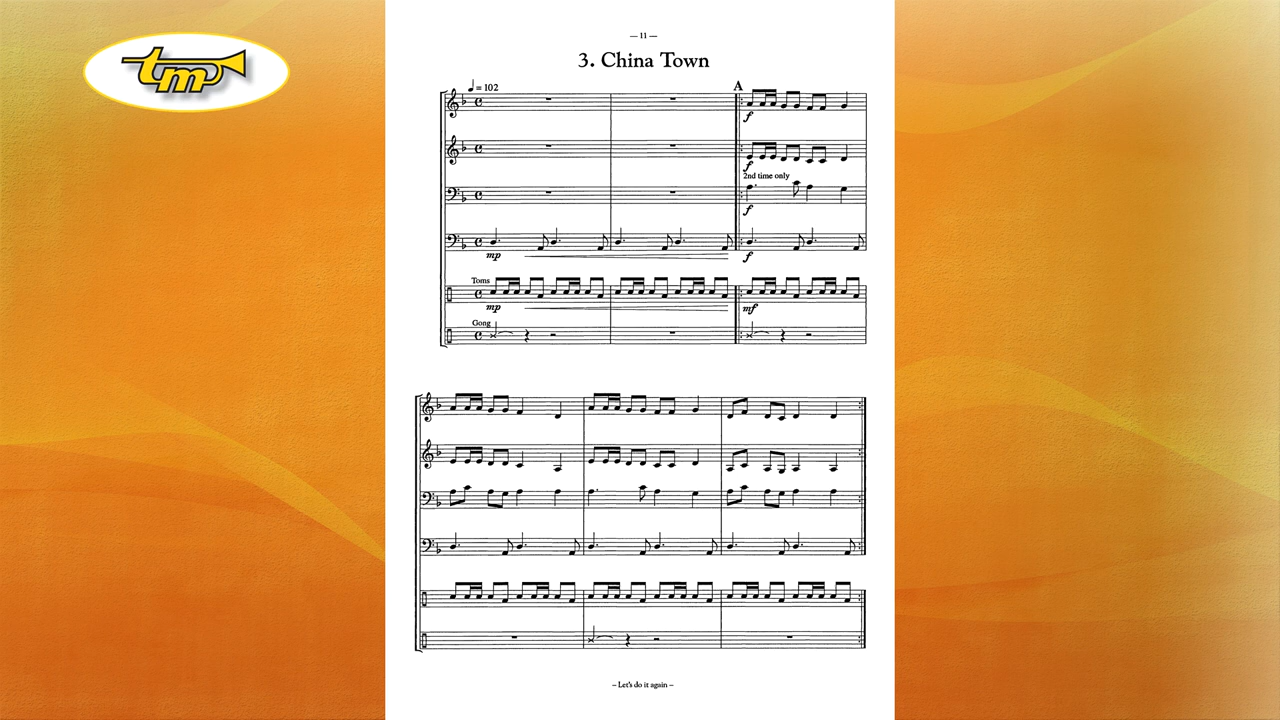 tm
— 11 —
3. China Town
♩ = 102
A
f
f
2nd time only
f
mp
f
Toms
mp
mf
Gong
– Let's do it again –